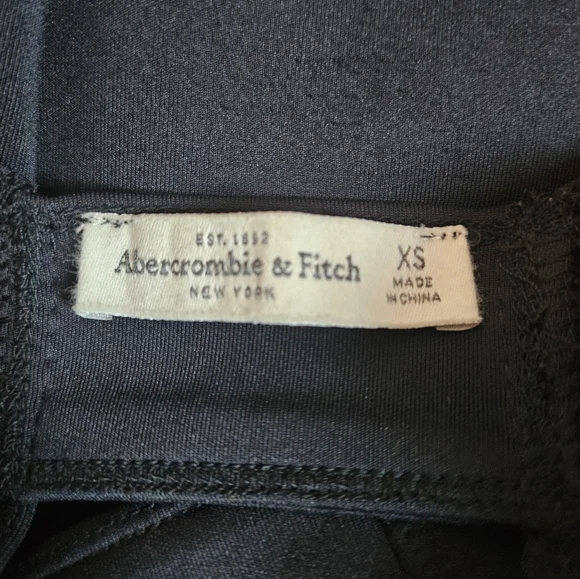 EST. 1892
Abercrombie & Fitch
NEW YORK
XS
MADE
IN CHINA